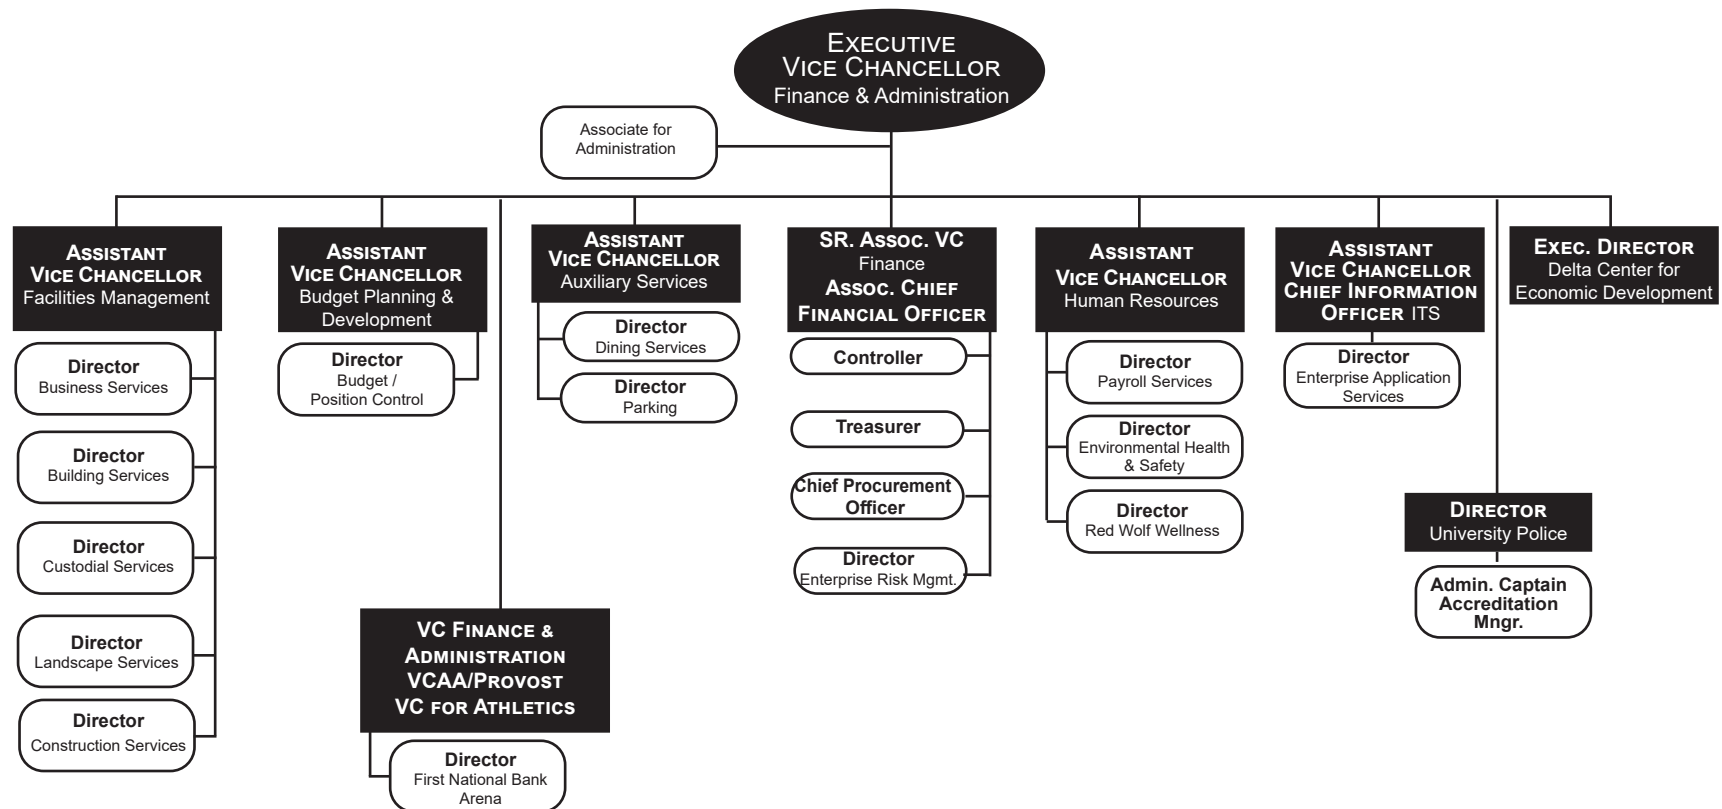 EXECUTIVE
VICE CHANCELLOR
Finance & Administration
Associate for
Administration
ASSISTANT
VICE CHANCELLOR
Facilities Management
Director
Business Services
Director
Building Services
Director
Custodial Services
Director
Landscape Services
Director
Construction Services
ASSISTANT
VICE CHANCELLOR
Budget Planning &
Development
Director
Budget /
Position Control
VC FINANCE &
ADMINISTRATION
VCAA/PROVOST
VC FOR ATHLETICS
Director
First National Bank
Arena
ASSISTANT
VICE CHANCELLOR
Auxiliary Services
Director
Dining Services
Director
Parking
SR. ASSOC. VC
Finance
ASSOC. CHIEF
FINANCIAL OFFICER
Controller
Treasurer
Chief Procurement
Officer
Director
Enterprise Risk Mgmt.
ASSISTANT
VICE CHANCELLOR
Human Resources
Director
Payroll Services
Director
Environmental Health
& Safety
Director
Red Wolf Wellness
ASSISTANT
VICE CHANCELLOR
CHIEF INFORMATION
OFFICER ITS
Director
Enterprise Application
Services
DIRECTOR
University Police
Admin. Captain
Accreditation
Mngr.
EXEC. DIRECTOR
Delta Center for
Economic Development